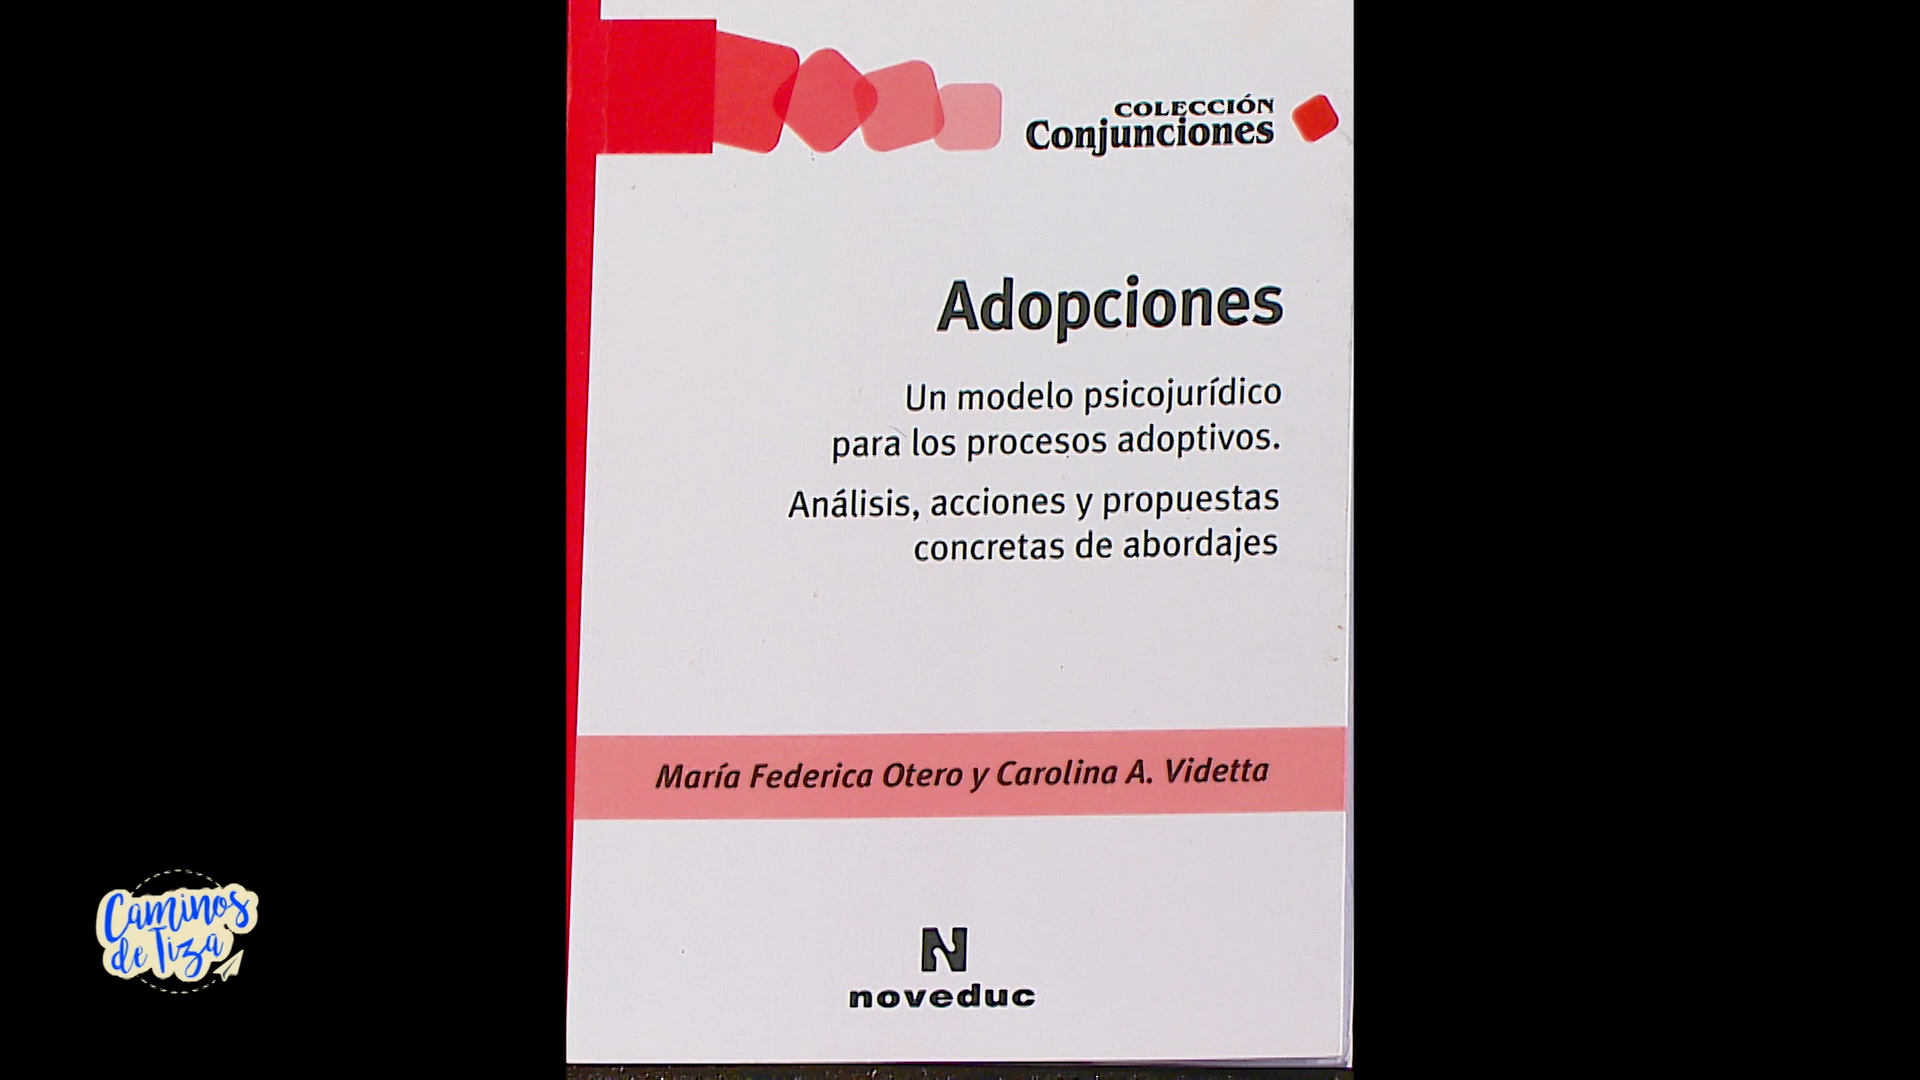 COLECCIÓN
Conjunciones
Adopciones
Un modelo psicojurídico
para los procesos adoptivos.
Análisis, acciones y propuestas
concretas de abordajes
María Federica Otero y Carolina A. Videtta
N
noveduc
Caminos
de Tiza